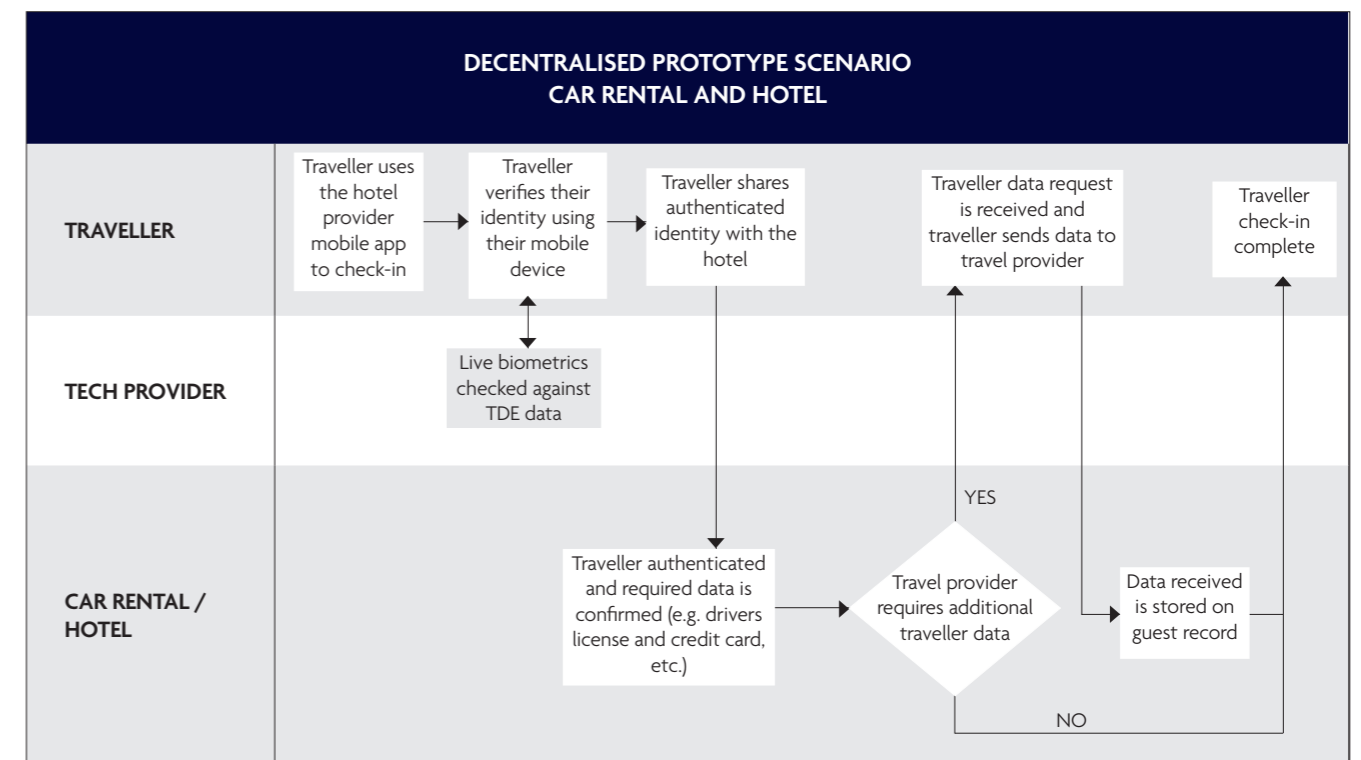 DECENTRALISED PROTOTYPE SCENARIO
CAR RENTAL AND HOTEL
TRAVELLER
Traveller uses
the hotel
provider
mobile app
to check-in
Traveller
verifies their
identity using
their mobile
device
Traveller shares
authenticated
identity with the
hotel
Traveller data request
is received and
traveller sends data to
travel provider
Traveller
check-in
complete
TECH PROVIDER
Live biometrics
checked against
TDE data
CAR RENTAL /
HOTEL
Traveller authenticated
and required data is
confirmed (e.g. drivers
license and credit card,
etc.)
YES
Travel provider
requires additional
traveller data
Data received
is stored on
guest record
NO